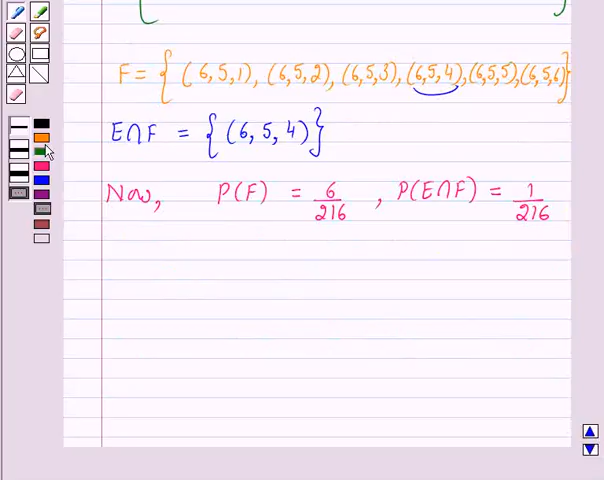 F = { (6,5,1), (6,5,2), (6,5,3), (6,5,4), (6,5,5), (6,5,6)}
E∩F = {(6, 5, 4)}
Now, P(F) = 6/216 , P(E∩F) = 1/216